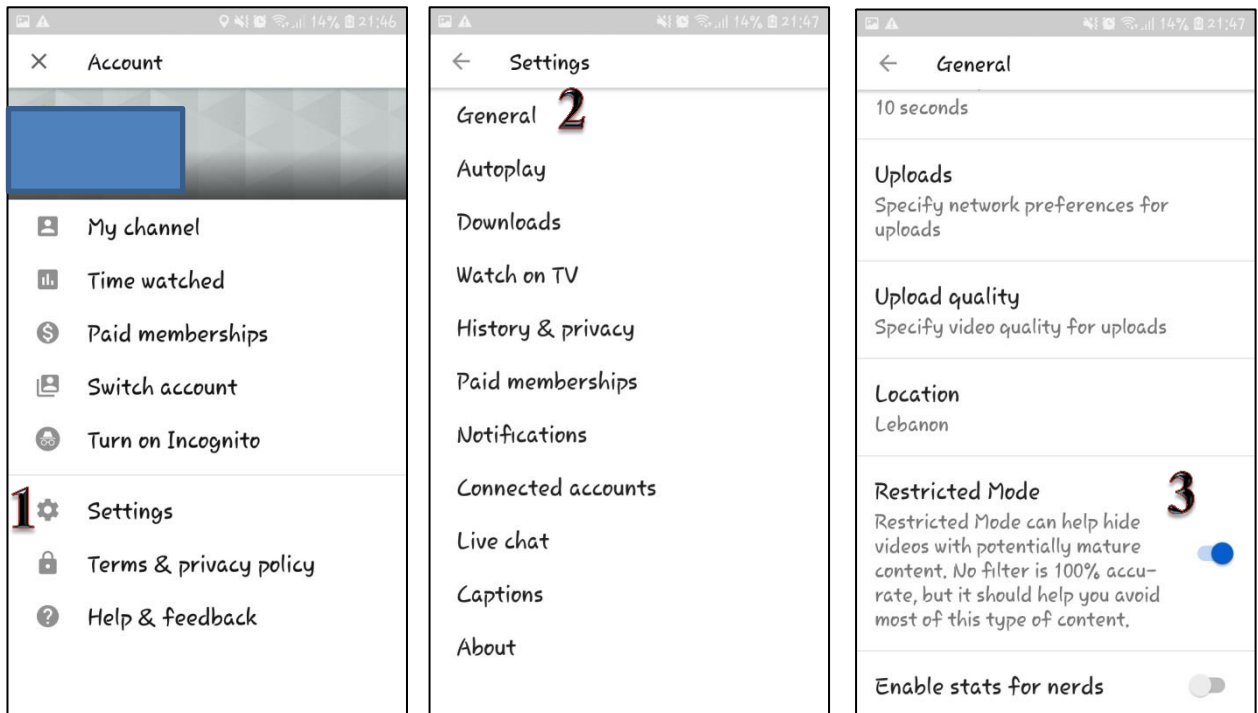 14% 21:46
Account
My channel
Time watched
Paid memberships
Switch account
Turn on Incognito
1
Settings
Terms & privacy policy
Help & feedback
14% 21:47
Settings
General 2
Autoplay
Downloads
Watch on TV
History & privacy
Paid memberships
Notifications
Connected accounts
Live chat
Captions
About
14% 21:47
General
10 seconds
Uploads
Specify network preferences for
uploads
Upload quality
Specify video quality for uploads
Location
Lebanon
Restricted Mode 3
Restricted Mode can help hide
videos with potentially mature
content. No filter is 100% accu-
rate, but it should help you avoid
most of this type of content.
Enable stats for nerds